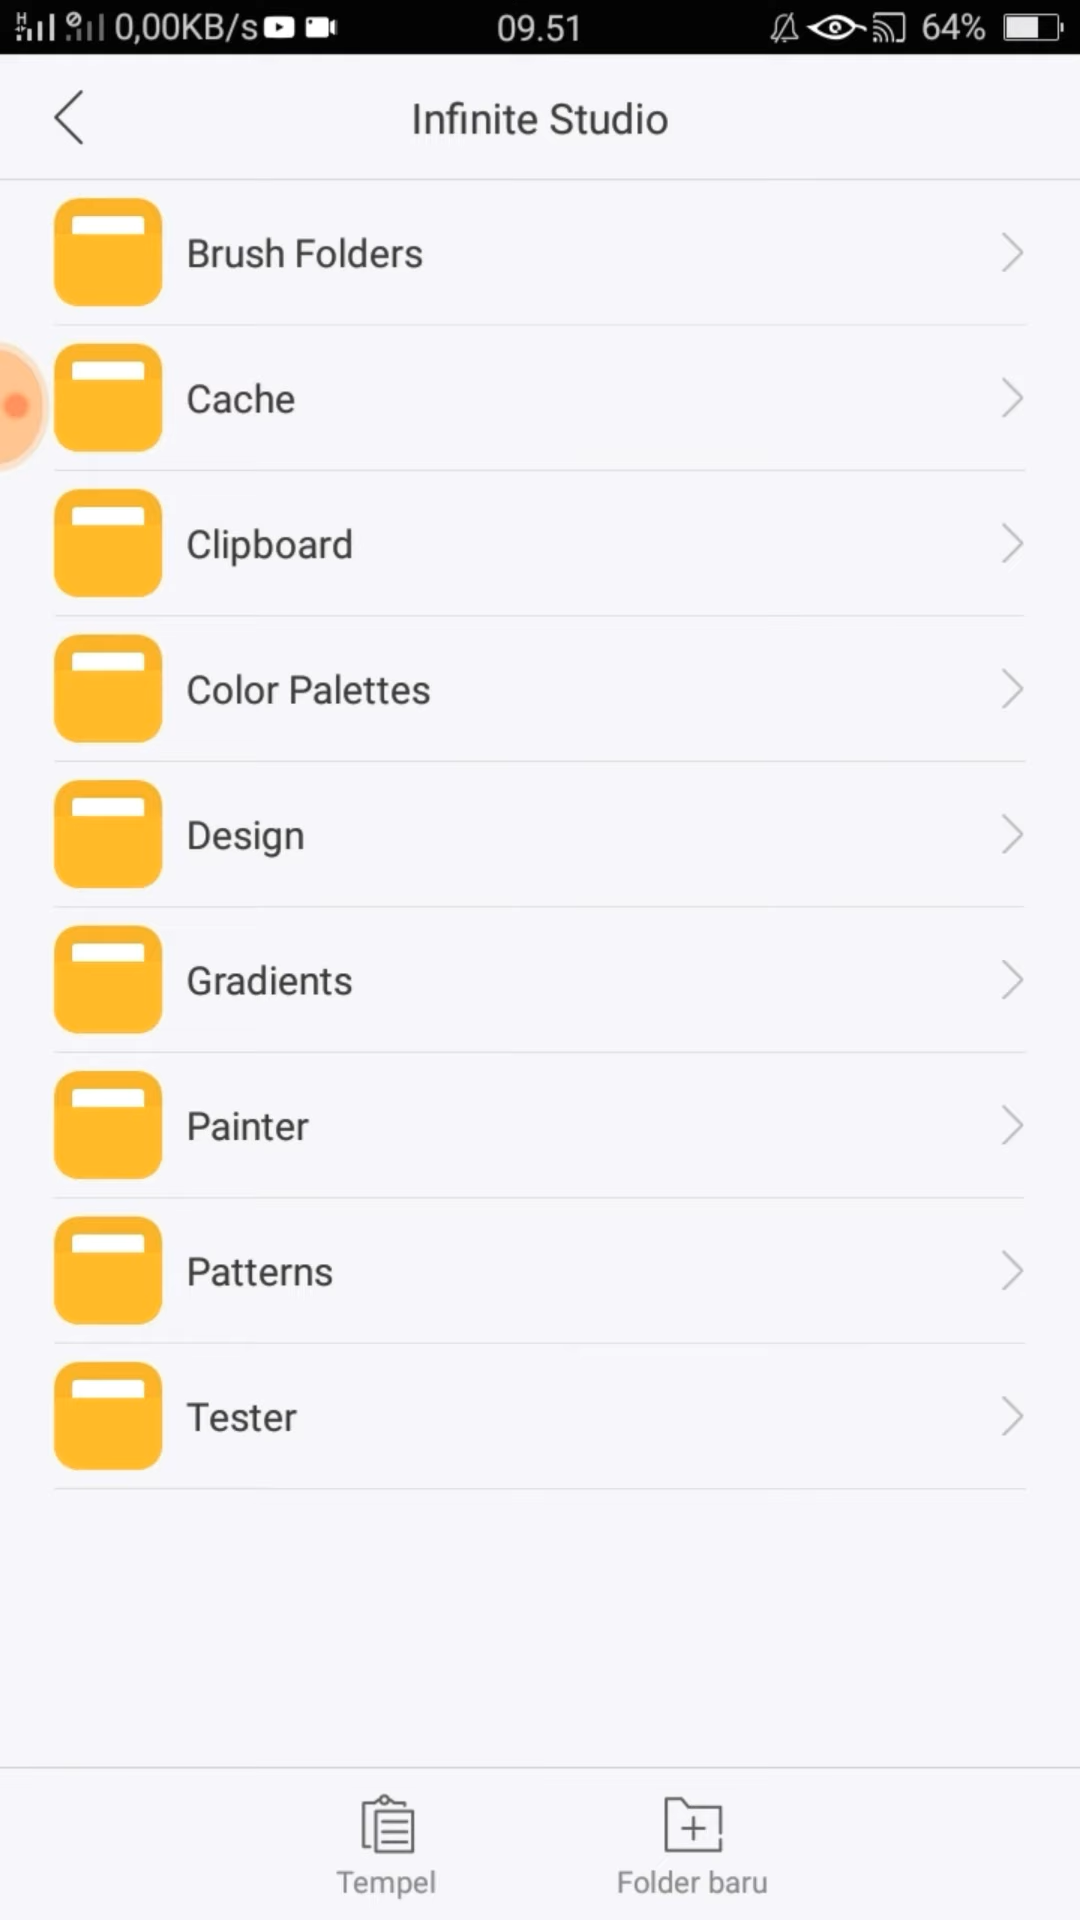 0,00KB/s 09.51 64%
Infinite Studio
Brush Folders
Cache
Clipboard
Color Palettes
Design
Gradients
Painter
Patterns
Tester
Tempel Folder baru